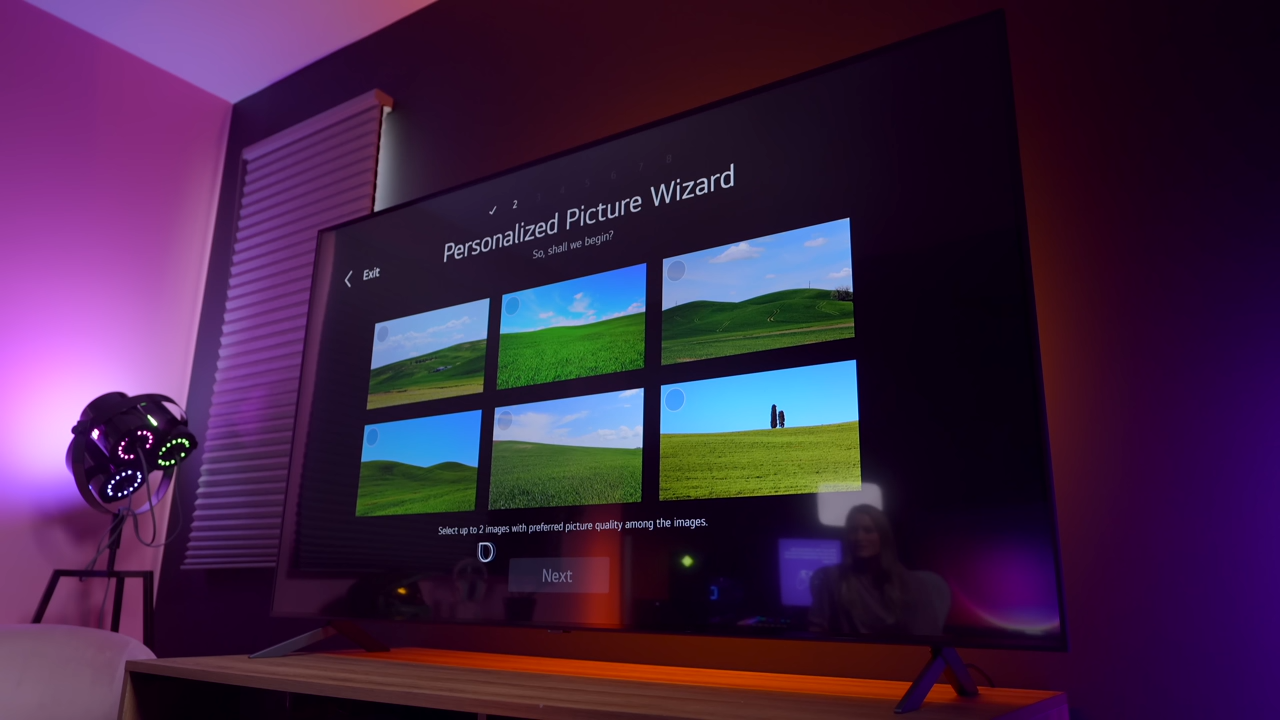 ✓ 2
Personalized Picture Wizard
So, shall we begin?
Exit
Select up to 2 images with preferred picture quality among the images.
Next